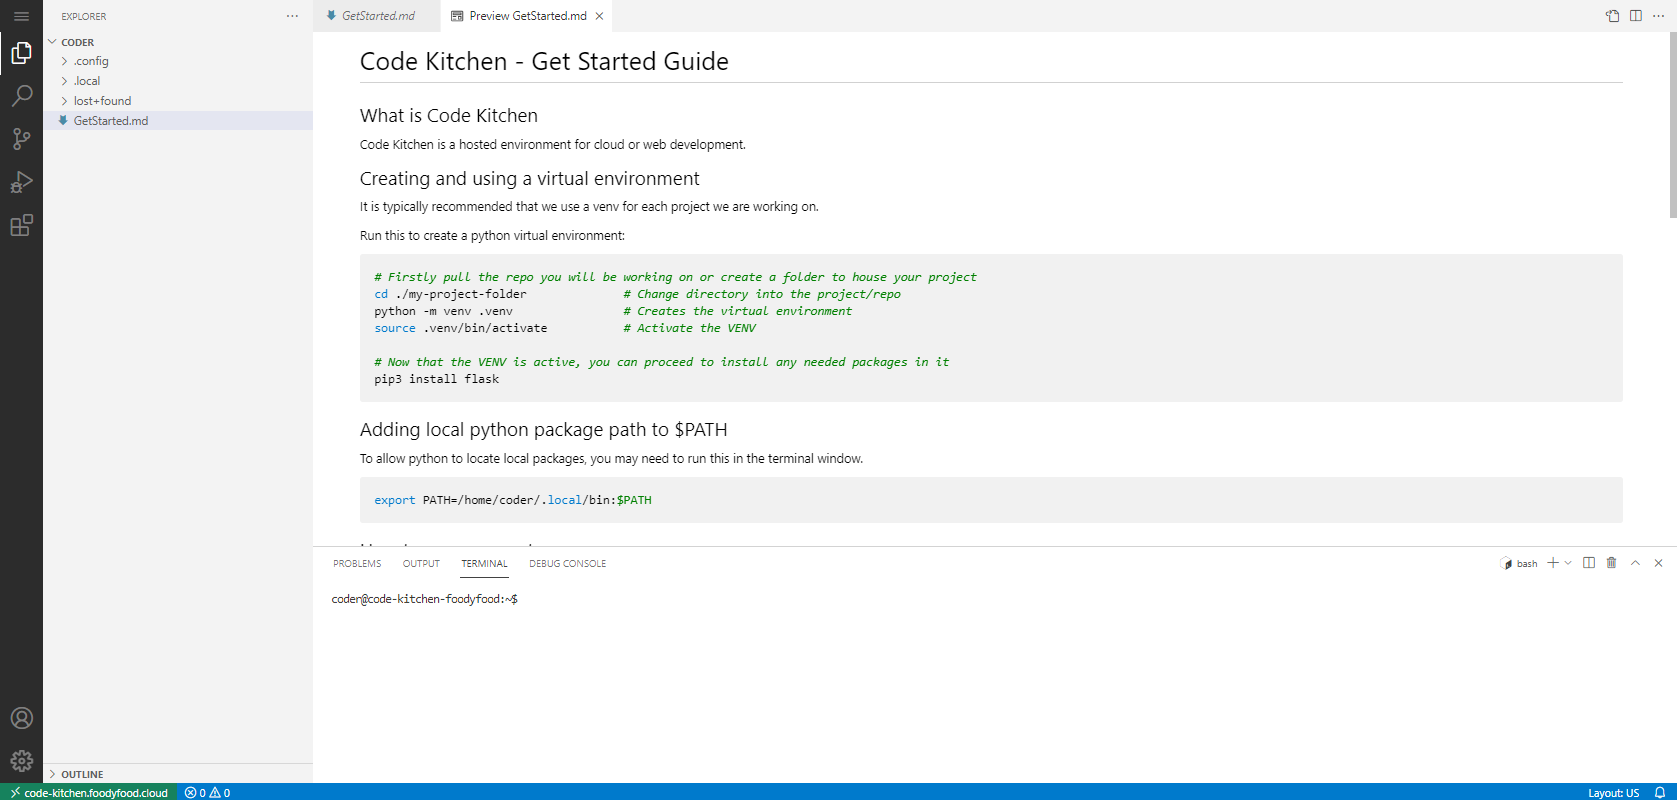 EXPLORER
CODER
.config
.local
lost+found
GetStarted.md
OUTLINE
GetStarted.md
Preview GetStarted.md
Code Kitchen - Get Started Guide
What is Code Kitchen
Code Kitchen is a hosted environment for cloud or web development.
Creating and using a virtual environment
It is typically recommended that we use a venv for each project we are working on.
Run this to create a python virtual environment:
# Firstly pull the repo you will be working on or create a folder to house your project
cd ./my-project-folder # Change directory into the project/repo
python -m venv .venv # Creates the virtual environment
source .venv/bin/activate # Activate the VENV
# Now that the VENV is active, you can proceed to install any needed packages in it
pip3 install flask
Adding local python package path to $PATH
To allow python to locate local packages, you may need to run this in the terminal window.
export PATH=/home/coder/.local/bin:$PATH
PROBLEMS OUTPUT TERMINAL DEBUG CONSOLE
bash
coder@code-kitchen-foodyfood:~$
code-kitchen.foodyfood.cloud 0 0
Layout: US